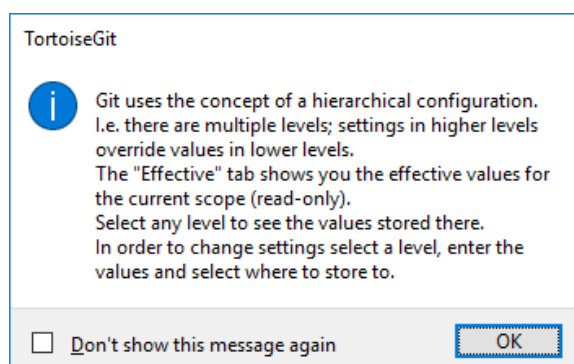 TortoiseGit
Git uses the concept of a hierarchical configuration.
I.e. there are multiple levels; settings in higher levels
override values in lower levels.
The "Effective" tab shows you the effective values for
the current scope (read-only).
Select any level to see the values stored there.
In order to change settings select a level, enter the
values and select where to store to.
Don't show this message again
OK